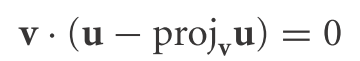 v · (u − proj_v u) = 0